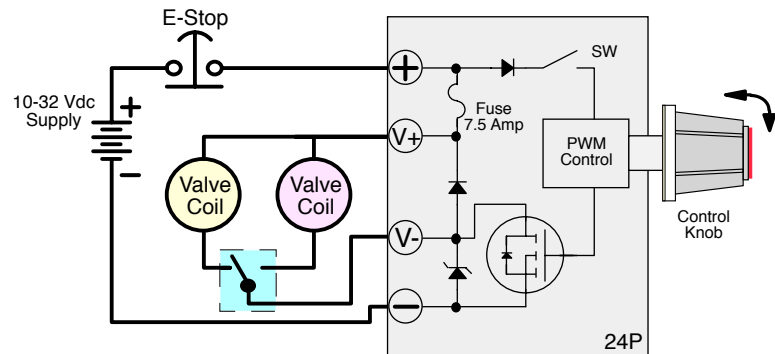 E-Stop
10-32 Vdc
Supply
+
−
+
SW
Fuse
7.5 Amp
V+
PWM
Control
Valve
Coil
Valve
Coil
V-
Control
Knob
−
24P